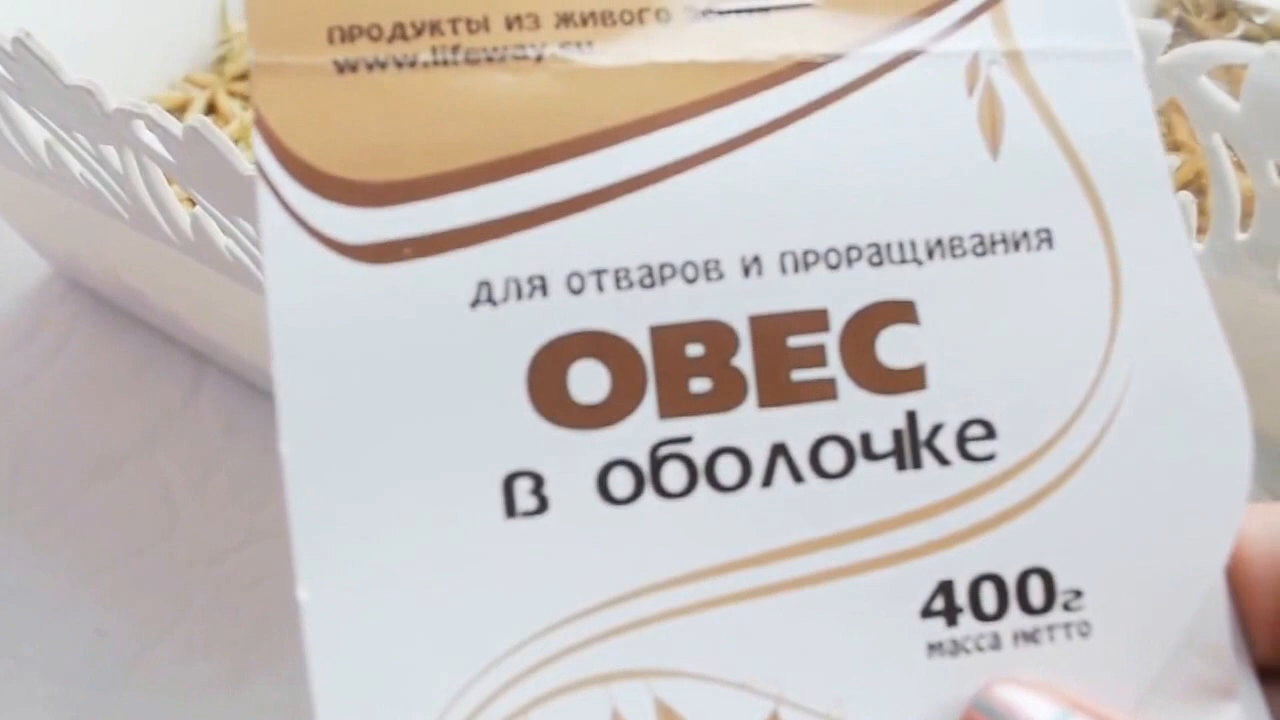 ПРОДУКТЫ ИЗ ЖИВОГО
www.lifeway.su
для отваров и проращивания
ОВЕС
в оболочке
400г
масса нетто